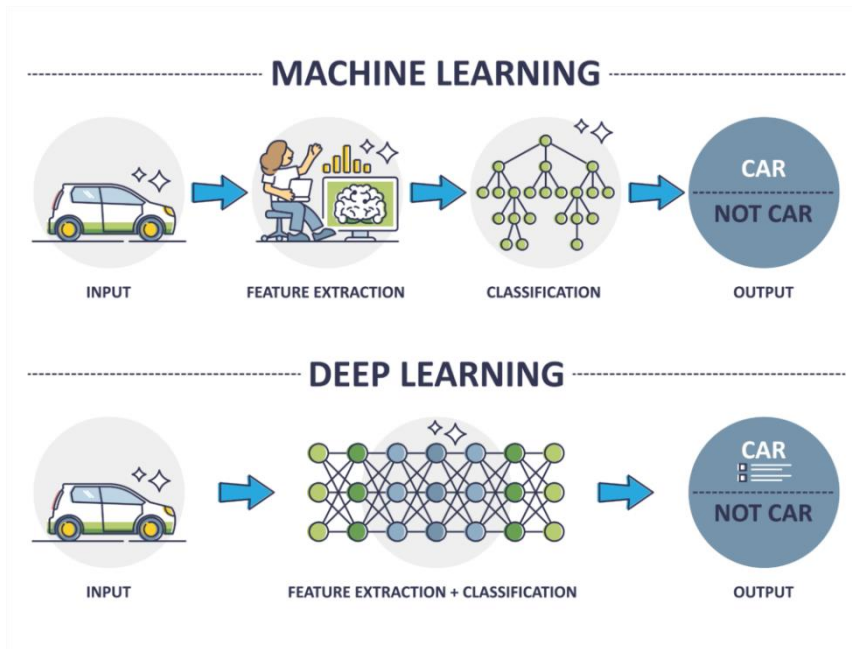 MACHINE LEARNING
CAR
NOT CAR
INPUT
FEATURE EXTRACTION
CLASSIFICATION
OUTPUT
DEEP LEARNING
CAR
NOT CAR
INPUT
FEATURE EXTRACTION + CLASSIFICATION
OUTPUT